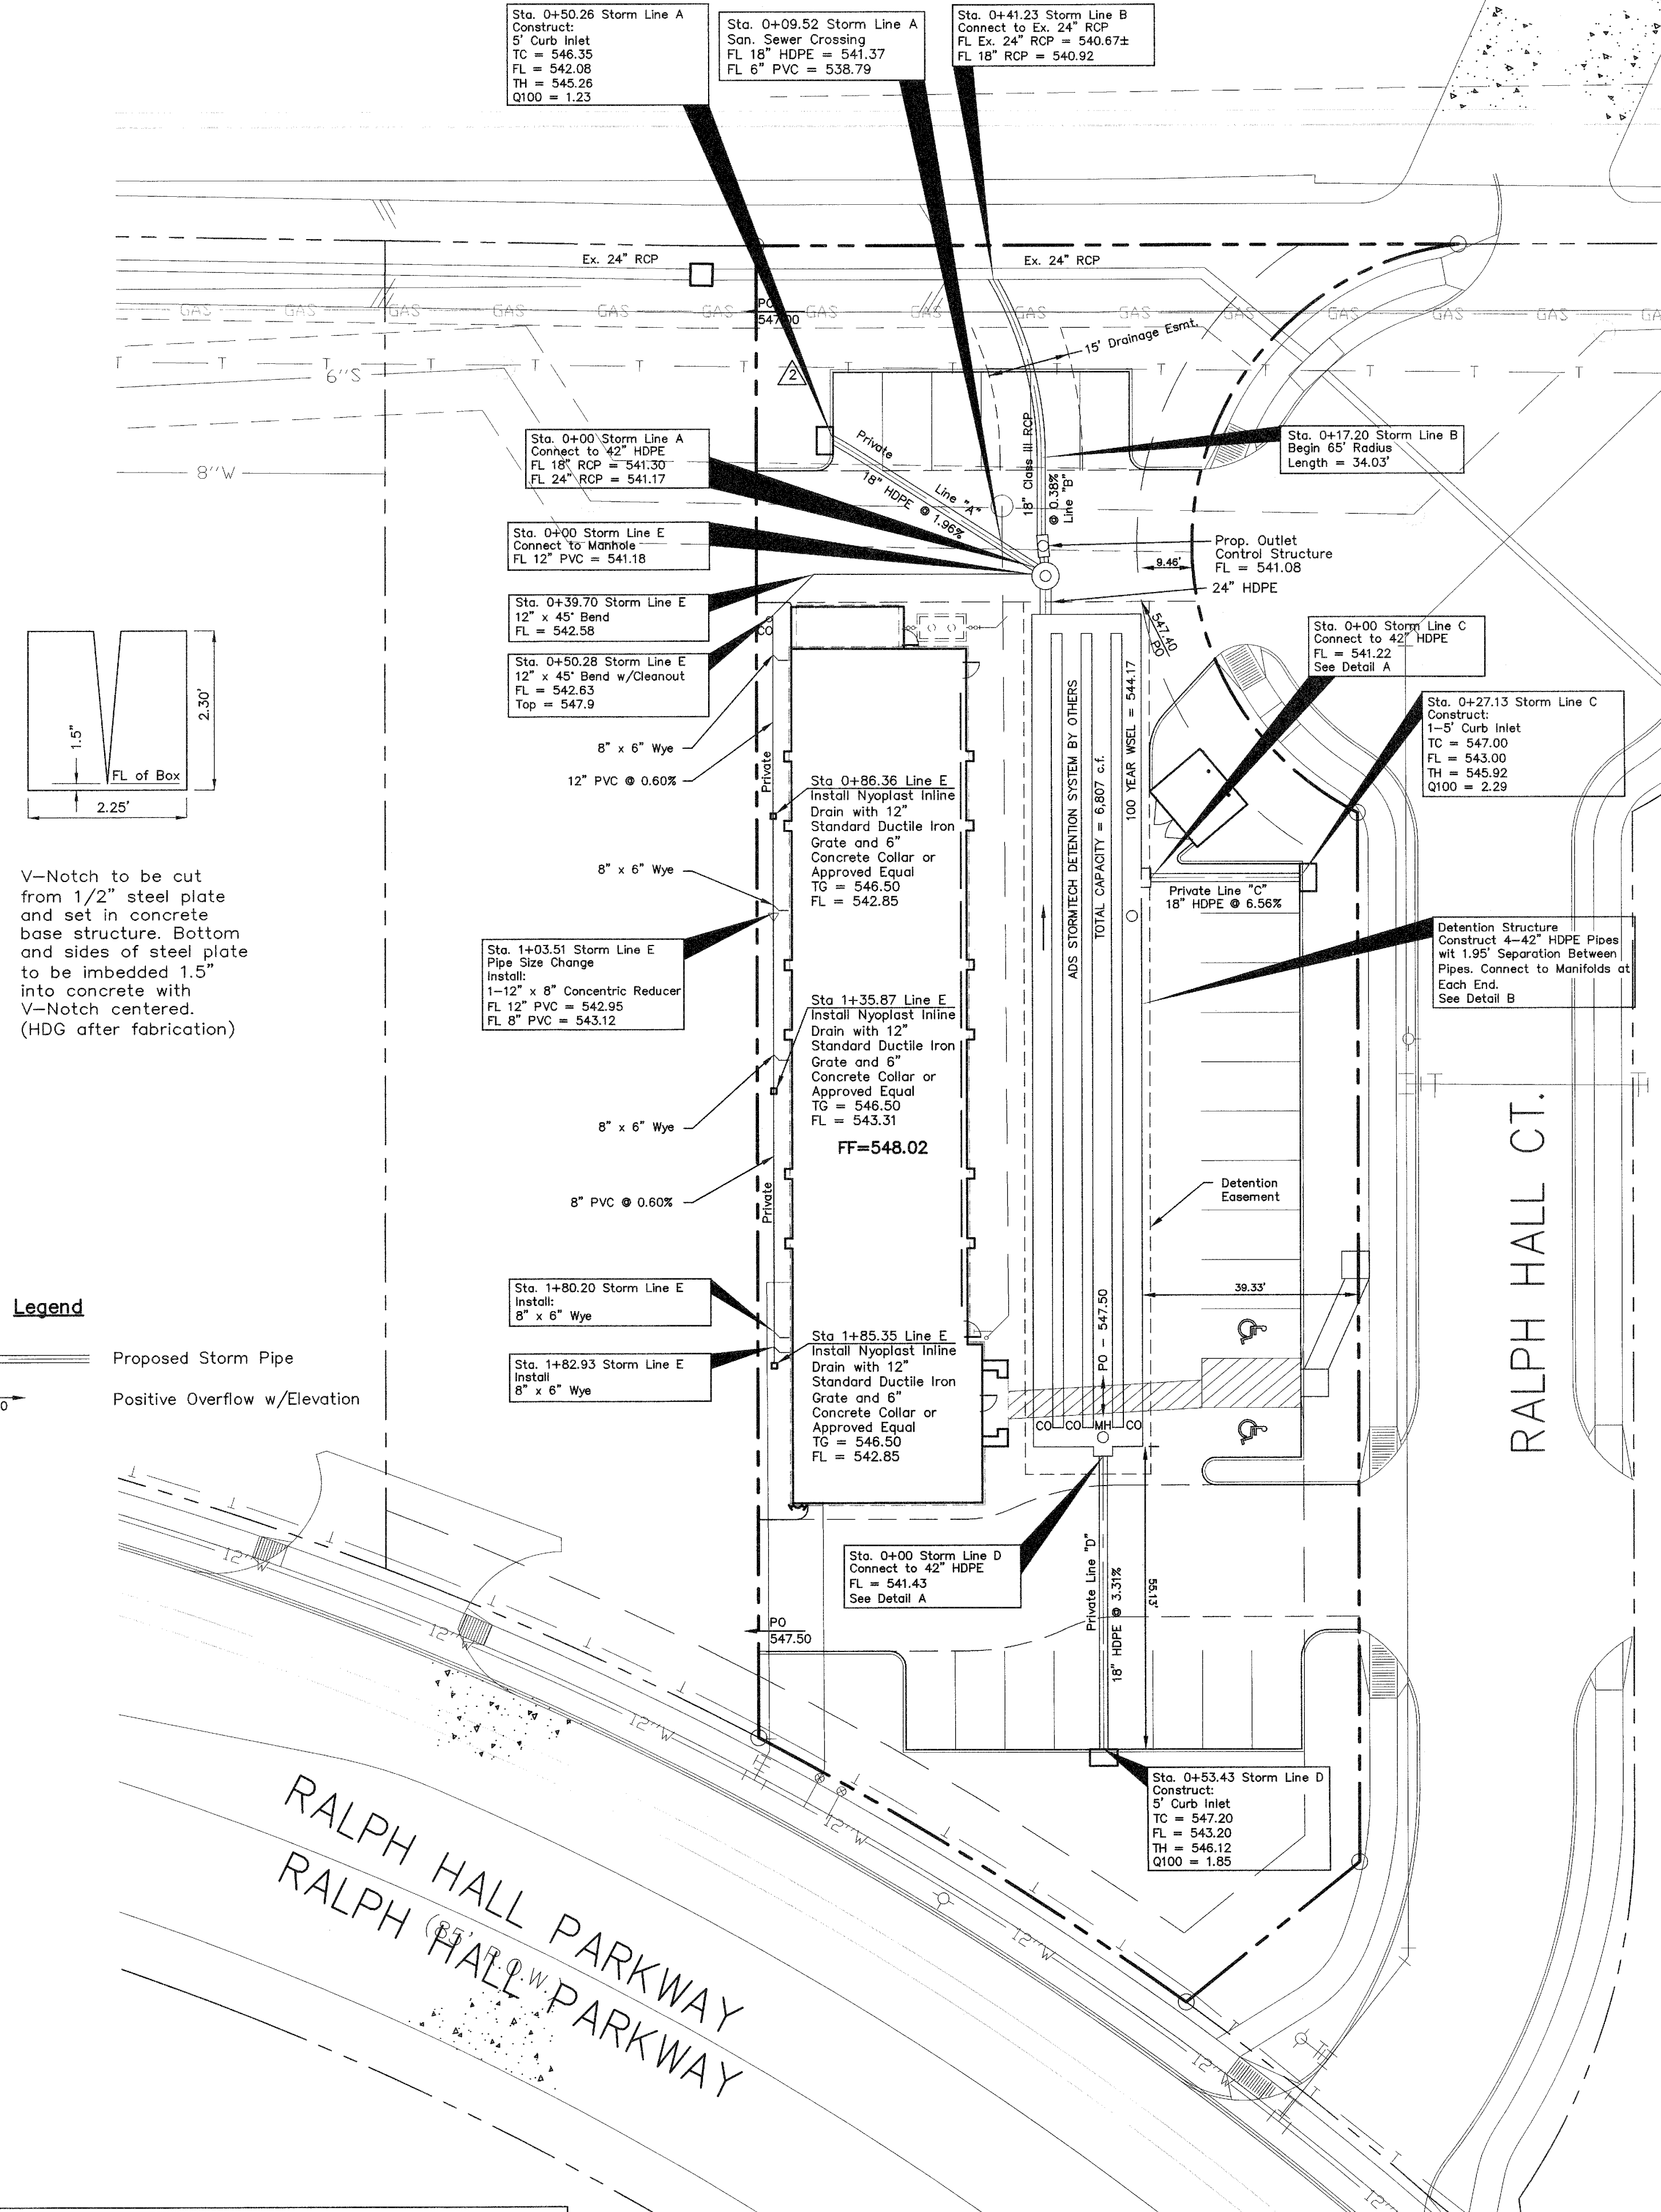 Sta. 0+50.26 Storm Line A
Construct:
5' Curb Inlet
TC = 546.35
FL = 542.08
TH = 545.26
Q100 = 1.23
Sta. 0+09.52 Storm Line A
San. Sewer Crossing
FL 18" HDPE = 541.37
FL 6" PVC = 538.79
Sta. 0+41.23 Storm Line B
Connect to Ex. 24" RCP
FL Ex. 24" RCP = 540.67±
FL 18" RCP = 540.92
Ex. 24" RCP
Ex. 24" RCP
GAS GAS GAS GAS GAS GAS GAS GAS GAS GAS GAS GAS GAS GAS
PO
547.00
15' Drainage Esmt.
T T T T T T T T T T T T T T
6"S
2
8"W
Sta. 0+00 Storm Line A
Connect to 42" HDPE
FL 18" RCP = 541.30
FL 24" RCP = 541.17
Private
18" HDPE @ 1.96%
Line "A"
18" Class III RCP
@ 0.38%
Line "B"
Sta. 0+17.20 Storm Line B
Begin 65' Radius
Length = 34.03'
Sta. 0+00 Storm Line E
Connect to Manhole
FL 12" PVC = 541.18
Prop. Outlet
Control Structure
FL = 541.08
9.46'
24" HDPE
Sta. 0+39.70 Storm Line E
12" x 45° Bend
FL = 542.58
CO
547.40
PO
Sta. 0+00 Storm Line C
Connect to 42" HDPE
FL = 541.22
See Detail A
Sta. 0+50.28 Storm Line E
12" x 45° Bend w/Cleanout
FL = 542.63
Top = 547.9
Sta. 0+27.13 Storm Line C
Construct:
1-5' Curb Inlet
TC = 547.00
FL = 543.00
TH = 545.92
Q100 = 2.29
1.5"
FL of Box
2.30'
2.25'
8" x 6" Wye
12" PVC @ 0.60%
Private
Sta 0+86.36 Line E
Install Nyoplast Inline
Drain with 12"
Standard Ductile Iron
Grate and 6"
Concrete Collar or
Approved Equal
TG = 546.50
FL = 542.85
ADS STORMTECH DETENTION SYSTEM BY OTHERS
TOTAL CAPACITY = 6,807 c.f.
100 YEAR WSEL = 544.17
V-Notch to be cut
from 1/2" steel plate
and set in concrete
base structure. Bottom
and sides of steel plate
to be imbedded 1.5"
into concrete with
V-Notch centered.
(HDG after fabrication)
8" x 6" Wye
Private Line "C"
18" HDPE @ 6.56%
Sta. 1+03.51 Storm Line E
Pipe Size Change
Install:
1-12" x 8" Concentric Reducer
FL 12" PVC = 542.95
FL 8" PVC = 543.12
Detention Structure
Construct 4-42" HDPE Pipes
wit 1.95' Separation Between
Pipes. Connect to Manifolds at
Each End.
See Detail B
Sta 1+35.87 Line E
Install Nyoplast Inline
Drain with 12"
Standard Ductile Iron
Grate and 6"
Concrete Collar or
Approved Equal
TG = 546.50
FL = 543.31
8" x 6" Wye
FF=548.02
8" PVC @ 0.60%
Private
Detention
Easement
RALPH HALL CT.
Sta. 1+80.20 Storm Line E
Install:
8" x 6" Wye
39.33'
PO - 547.50
Legend
Proposed Storm Pipe
Positive Overflow w/Elevation
Sta. 1+82.93 Storm Line E
Install
8" x 6" Wye
Sta 1+85.35 Line E
Install Nyoplast Inline
Drain with 12"
Standard Ductile Iron
Grate and 6"
Concrete Collar or
Approved Equal
TG = 546.50
FL = 542.85
CO CO MH CO
Sta. 0+00 Storm Line D
Connect to 42" HDPE
FL = 541.43
See Detail A
Private Line "D"
18" HDPE @ 3.31%
55.13'
12"W
12"W
PO
547.50
12"W
12"W
Sta. 0+53.43 Storm Line D
Construct:
5' Curb Inlet
TC = 547.20
FL = 543.20
TH = 546.12
Q100 = 1.85
RALPH HALL PARKWAY
(85' R.O.W.)
RALPH HALL PARKWAY
12"W
12"W
12"W